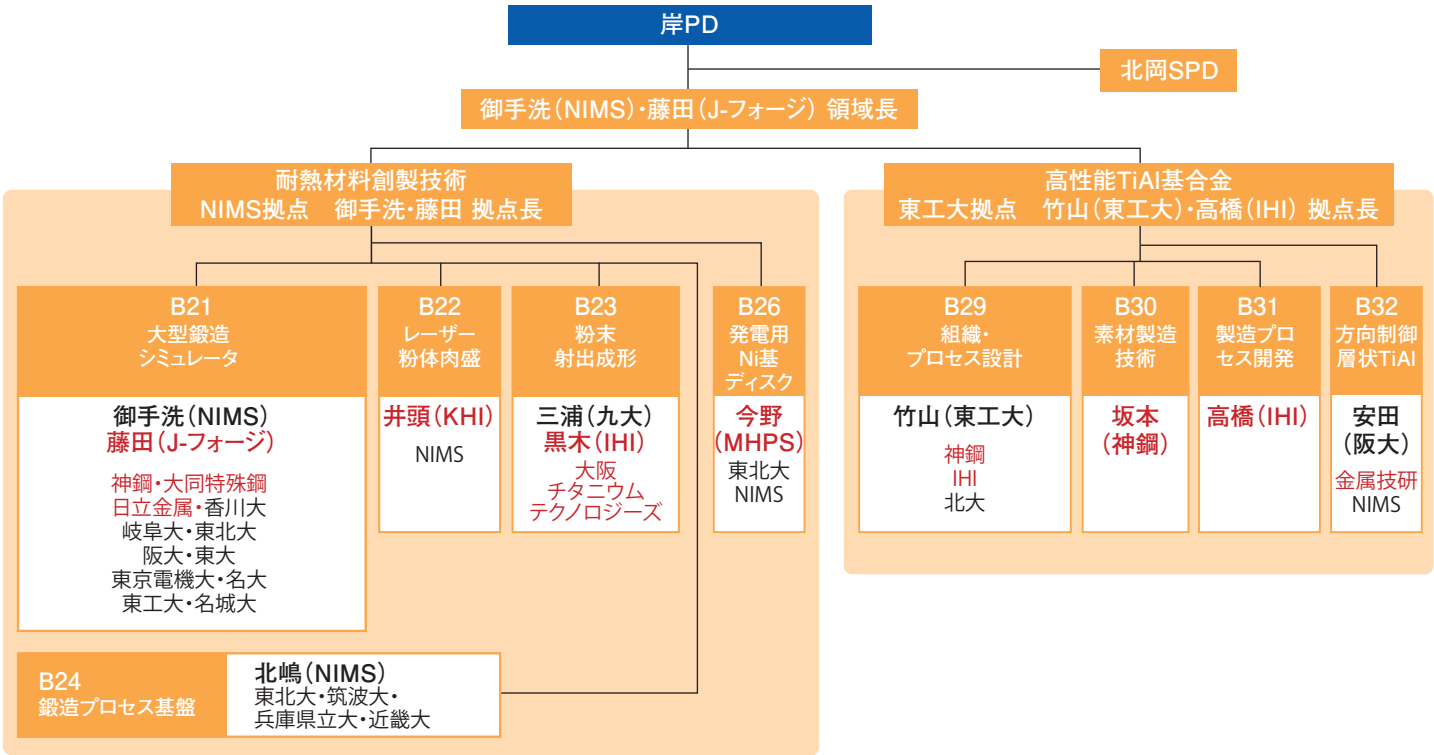 岸PD
北岡SPD
御手洗(NIMS)・藤田(J-フォージ) 領域長
耐熱材料創製技術
NIMS拠点 御手洗・藤田 拠点長
B21
大型鍛造
シミュレータ
御手洗(NIMS)
藤田(J-フォージ)
神鋼・大同特殊鋼
日立金属・香川大
岐阜大・東北大
阪大・東大
東京電機大・名大
東工大・名城大
B22
レーザー
粉体肉盛
井頭(KHI)
NIMS
B23
粉末
射出成形
三浦(九大)
黒木(IHI)
大阪
チタニウム
テクノロジーズ
B26
発電用
Ni基
ディスク
今野
(MHPS)
東北大
NIMS
B24
鍛造プロセス基盤
北嶋(NIMS)
東北大・筑波大・
兵庫県立大・近畿大
高性能TiAl基合金
東工大拠点 竹山(東工大)・高橋(IHI) 拠点長
B29
組織・
プロセス設計
竹山(東工大)
神鋼
IHI
北大
B30
素材製造
技術
坂本
(神鋼)
B31
製造プロ
セス開発
高橋(IHI)
B32
方向制御
層状TiAl
安田
(阪大)
金属技研
NIMS